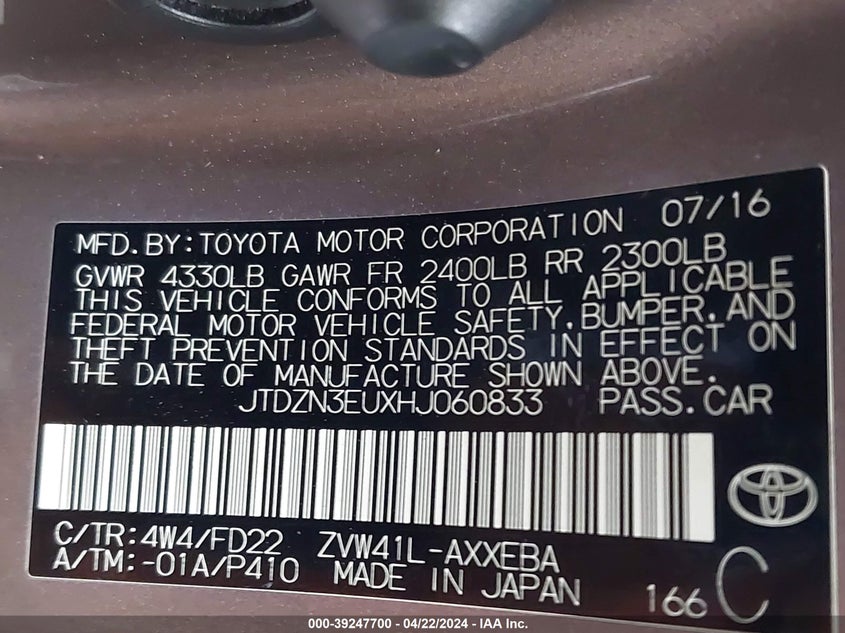 MFD.BY:TOYOTA MOTOR CORPORATION 07/16
GVWR 4330LB GAWR FR 2400LB RR 2300LB
THIS VEHICLE CONFORMS TO ALL APPLICABLE
FEDERAL MOTOR VEHICLE SAFETY,BUMPER,AND
THEFT PREVENTION STANDARDS IN EFFECT ON
THE DATE OF MANUFACTURE SHOWN ABOVE.
JTDZN3EUXHJ060833 PASS.CAR
C/TR:4W4/FD22 ZVW41L-AXXEBA
A/TM:-01A/P410 MADE IN JAPAN 166 C
000-39247700 - 04/22/2024 - IAA Inc.